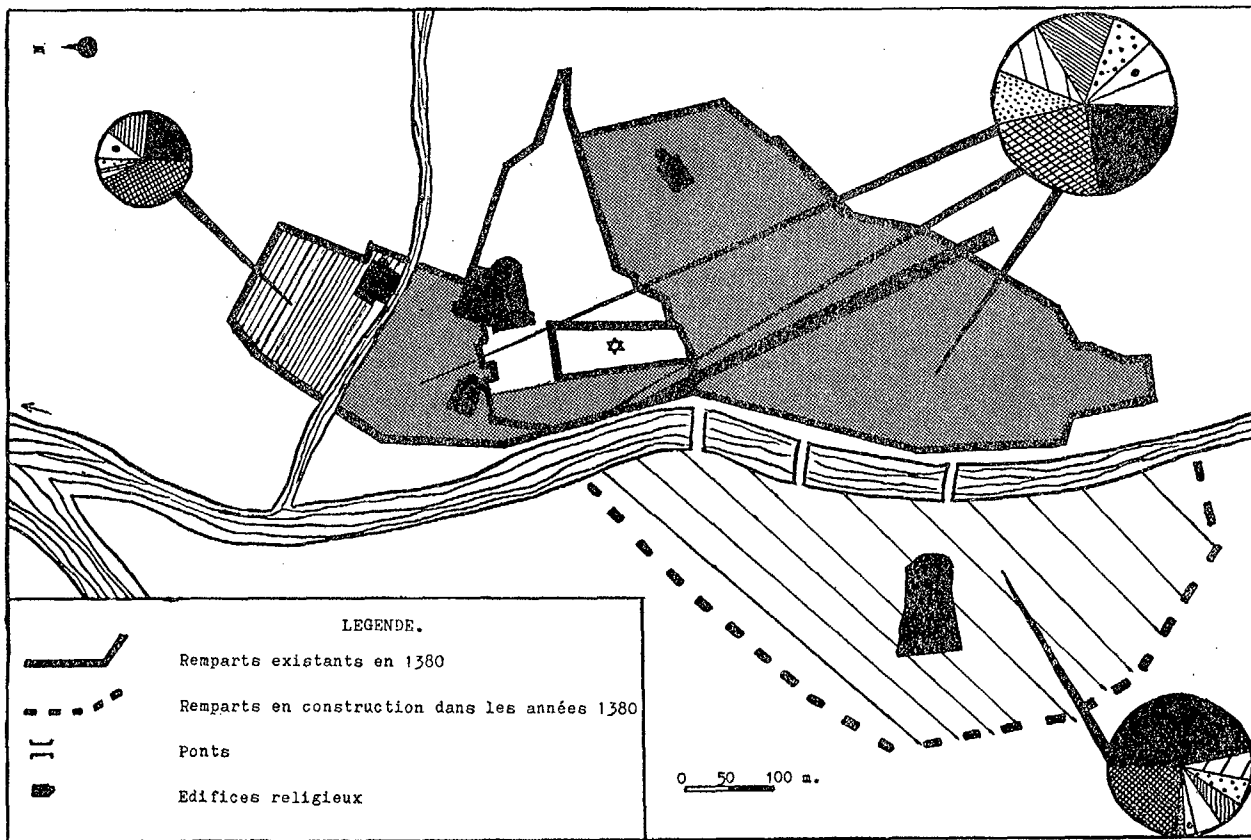 N
LEGENDE.
Remparts existants en 1380
Remparts en construction dans les années 1380
Ponts
Edifices religieux
0 50 100 m.